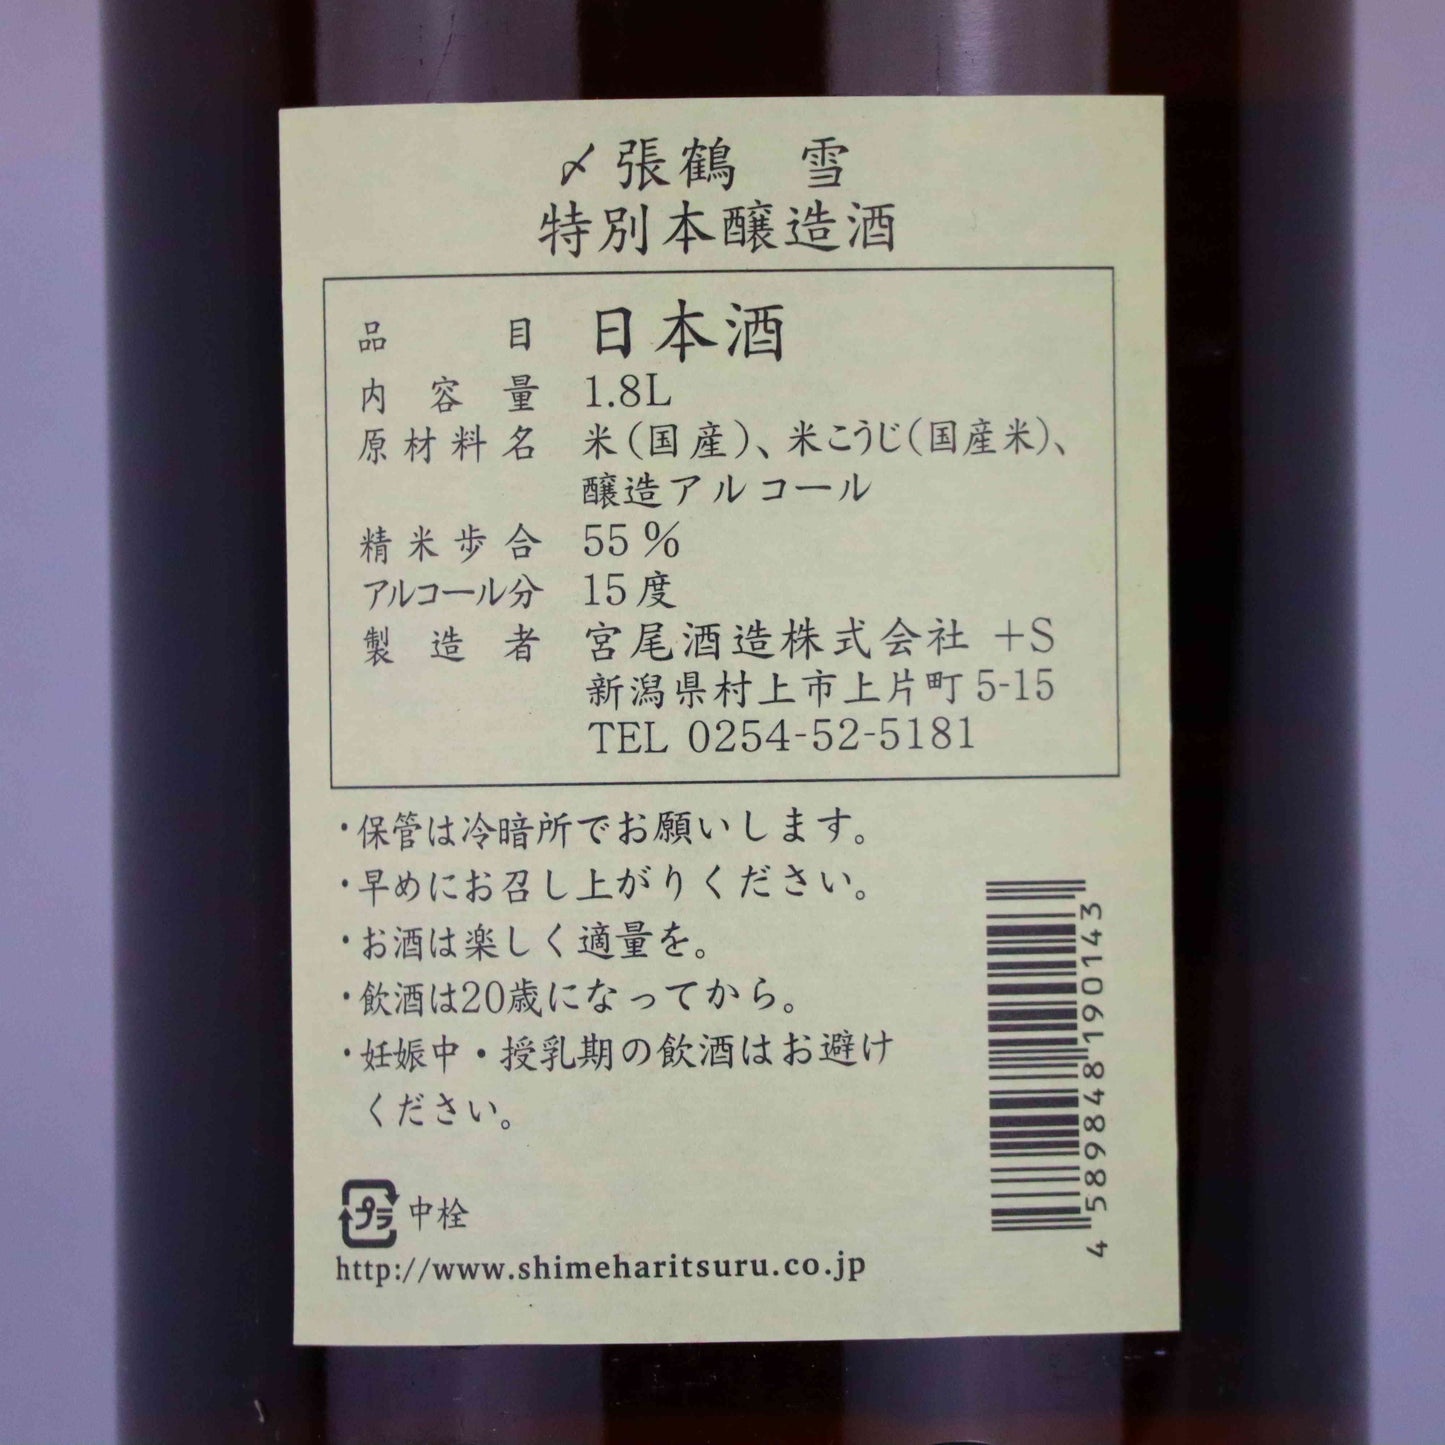 〆張鶴　雪
特別本醸造酒
品目 日本酒
内容量 1.8L
原材料名 米(国産)、米こうじ(国産米)、
醸造アルコール
精米歩合 55%
アルコール分 15度
製造者 宮尾酒造株式会社 +S
新潟県村上市上片町5-15
TEL 0254-52-5181
・保管は冷暗所でお願いします。
・早めにお召し上がりください。
・お酒は楽しく適量を。
・飲酒は20歳になってから。
・妊娠中・授乳期の飲酒はお避け
ください。
プラ 中栓
http://www.shimeharitsuru.co.jp
4589848190143